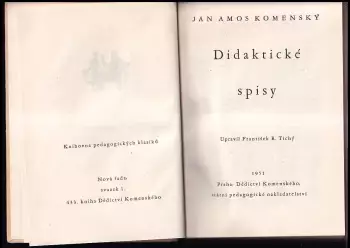 Knihovna pedagogických klasiků
Nová řada
svazek 1.
kniha Dědictví Komenského
JAN AMOS KOMENSKÝ
Didaktické
spisy
Upravil František R. Tichý
1951
Praha Dědictví Komenského
státní pedagogické nakladatelství